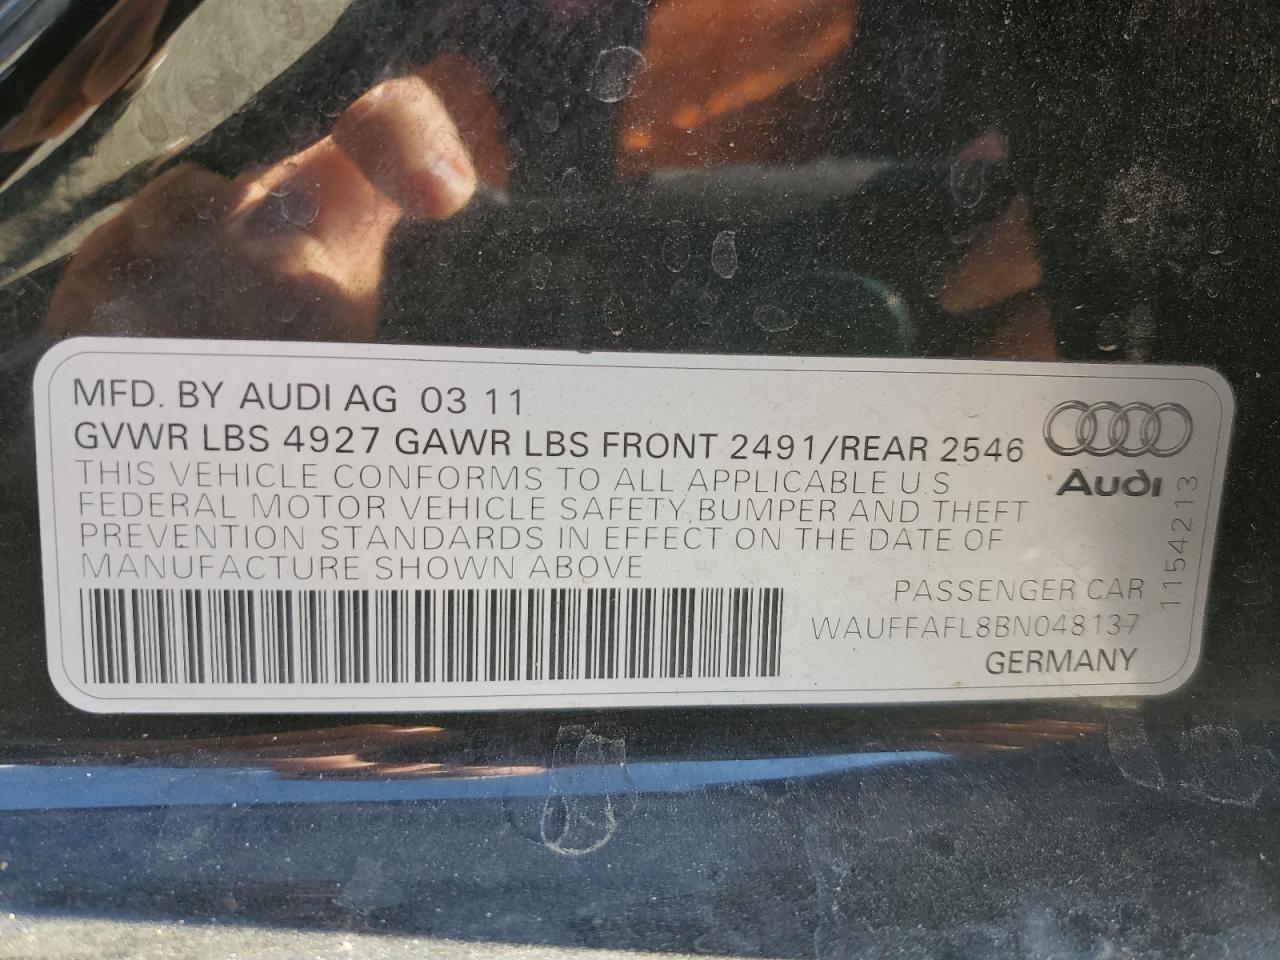 MFD. BY AUDI AG 03 11
GVWR LBS 4927 GAWR LBS FRONT 2491/REAR 2546
THIS VEHICLE CONFORMS TO ALL APPLICABLE U.S
FEDERAL MOTOR VEHICLE SAFETY, BUMPER AND THEFT
PREVENTION STANDARDS IN EFFECT ON THE DATE OF
MANUFACTURE SHOWN ABOVE
Audi
1154213
PASSENGER CAR
WAUFFAFL8BN048137
GERMANY